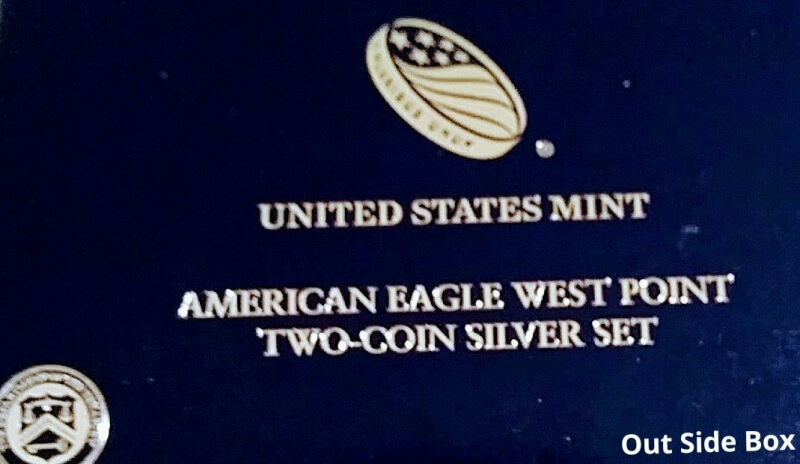 UNITED STATES MINT
AMERICAN EAGLE WEST POINT
TWO-COIN SILVER SET
Out Side Box